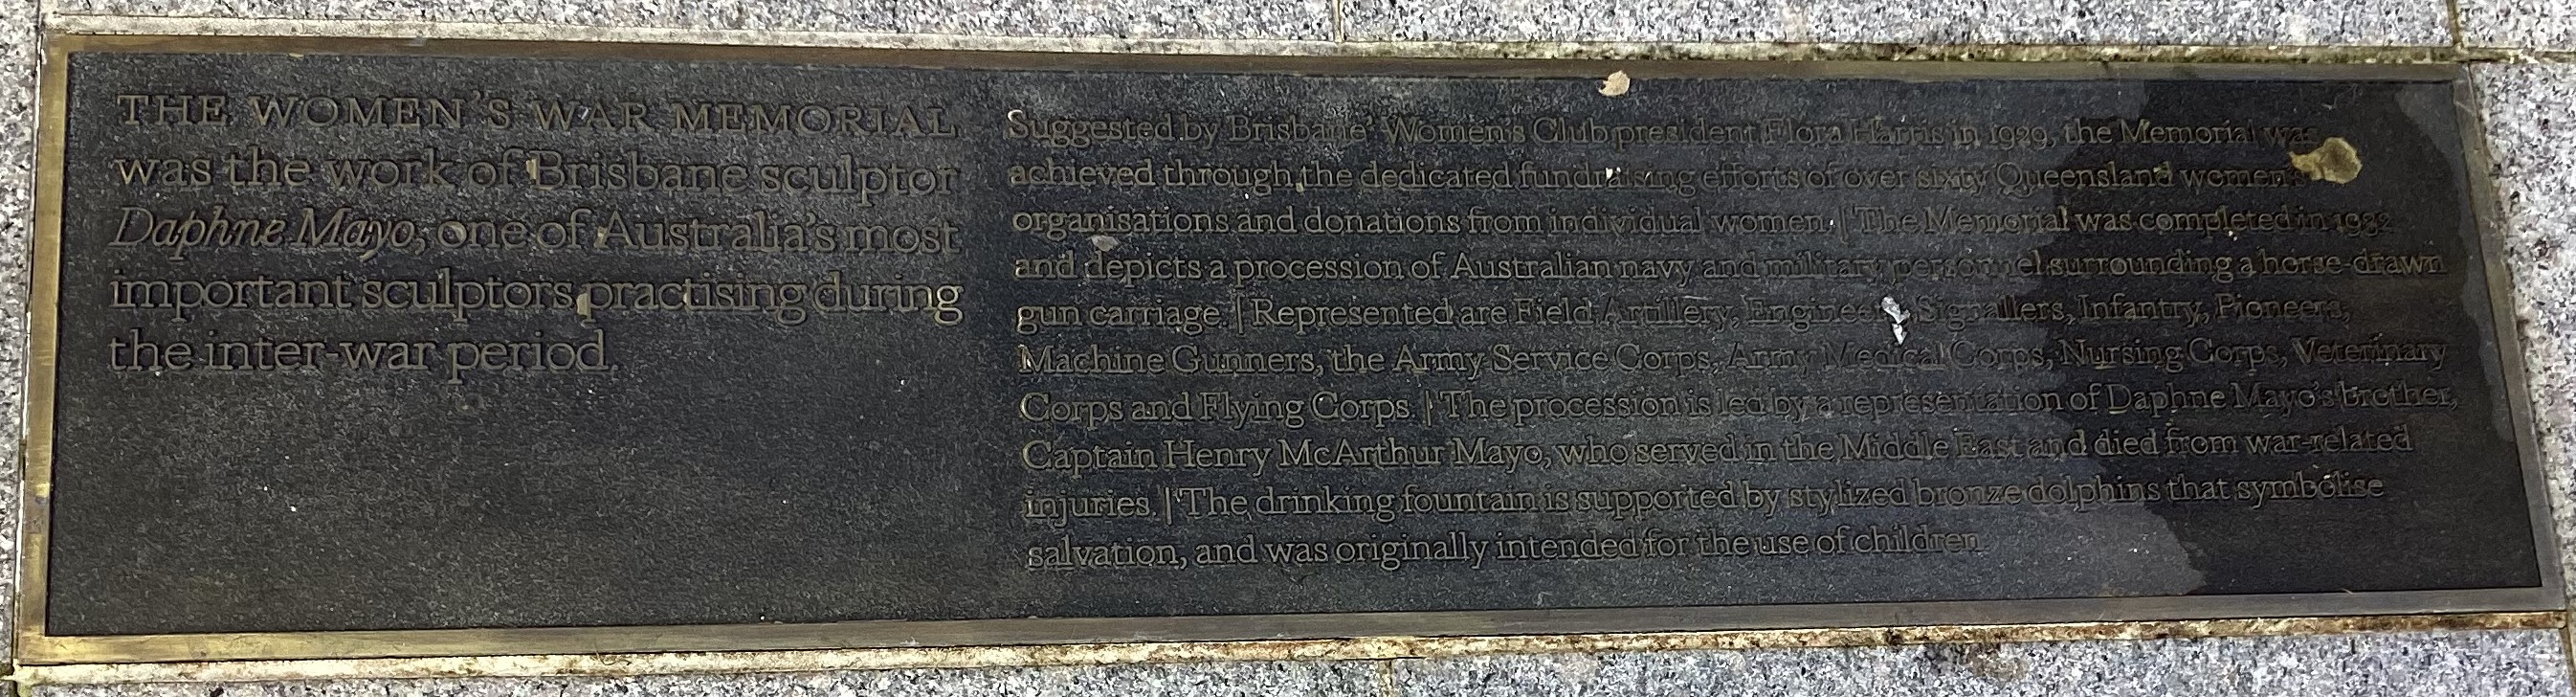 THE WOMEN'S WAR MEMORIAL
was the work of Brisbane sculptor
Daphne Mayo, one of Australia's most
important sculptors practising during
the inter-war period.
Suggested by Brisbane Women's Club president Flora Harris in 1929, the Memorial was
achieved through the dedicated fundraising efforts of over sixty Queensland women's
organisations and donations from individual women. | The Memorial was completed in 1932
and depicts a procession of Australian navy and military personnel surrounding a horse-drawn
gun carriage. | Represented are Field Artillery, Engineers, Signallers, Infantry, Pioneers,
Machine Gunners, the Army Service Corps, Army Medical Corps, Nursing Corps, Veterinary
Corps and Flying Corps. | The procession is led by a representation of Daphne Mayo's brother,
Captain Henry McArthur Mayo, who served in the Middle East and died from war-related
injuries. | The drinking fountain is supported by stylized bronze dolphins that symbolise
salvation, and was originally intended for the use of children